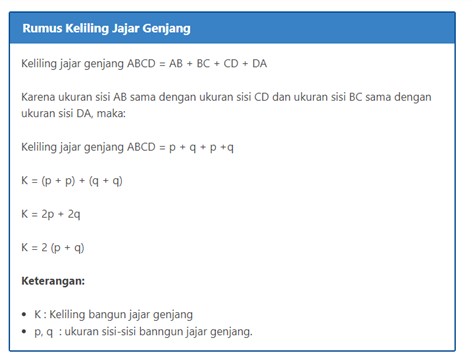 Rumus Keliling Jajar Genjang
Keliling jajar genjang ABCD = AB + BC + CD + DA
Karena ukuran sisi AB sama dengan ukuran sisi CD dan ukuran sisi BC sama dengan
ukuran sisi DA, maka:
Keliling jajar genjang ABCD = p + q + p +q
K = (p + p) + (q + q)
K = 2p + 2q
K = 2 (p + q)
Keterangan:
• K : Keliling bangun jajar genjang
• p, q : ukuran sisi-sisi banngun jajar genjang.